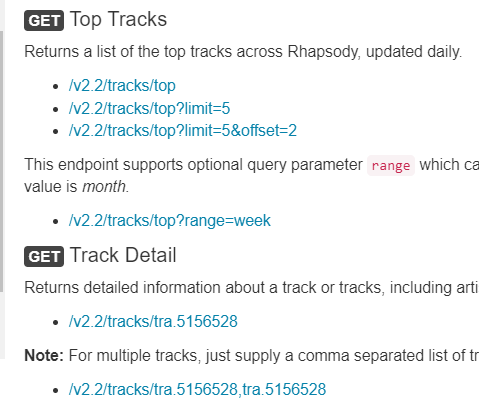 GET Top Tracks
Returns a list of the top tracks across Rhapsody, updated daily.
/v2.2/tracks/top
/v2.2/tracks/top?limit=5
/v2.2/tracks/top?limit=5&offset=2
This endpoint supports optional query parameter range which ca
value is month.
/v2.2/tracks/top?range=week
GET Track Detail
Returns detailed information about a track or tracks, including arti
/v2.2/tracks/tra.5156528
Note: For multiple tracks, just supply a comma separated list of tr
/v2.2/tracks/tra.5156528,tra.5156528